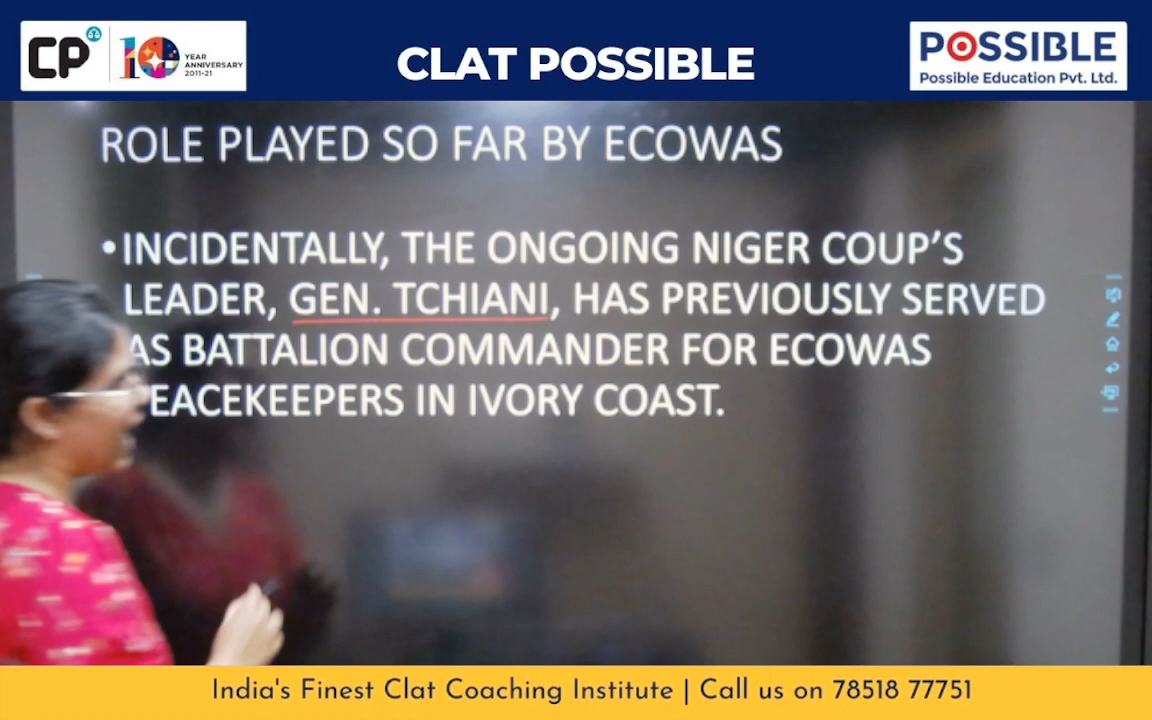 CP
10 YEAR
ANNIVERSARY
2011-21
CLAT POSSIBLE
POSSIBLE
Possible Education Pvt. Ltd.
ROLE PLAYED SO FAR BY ECOWAS
• INCIDENTALLY, THE ONGOING NIGER COUP'S
LEADER, GEN. TCHIANI, HAS PREVIOUSLY SERVED
AS BATTALION COMMANDER FOR ECOWAS
EACEKEEPERS IN IVORY COAST.
India's Finest Clat Coaching Institute | Call us on 78518 77751